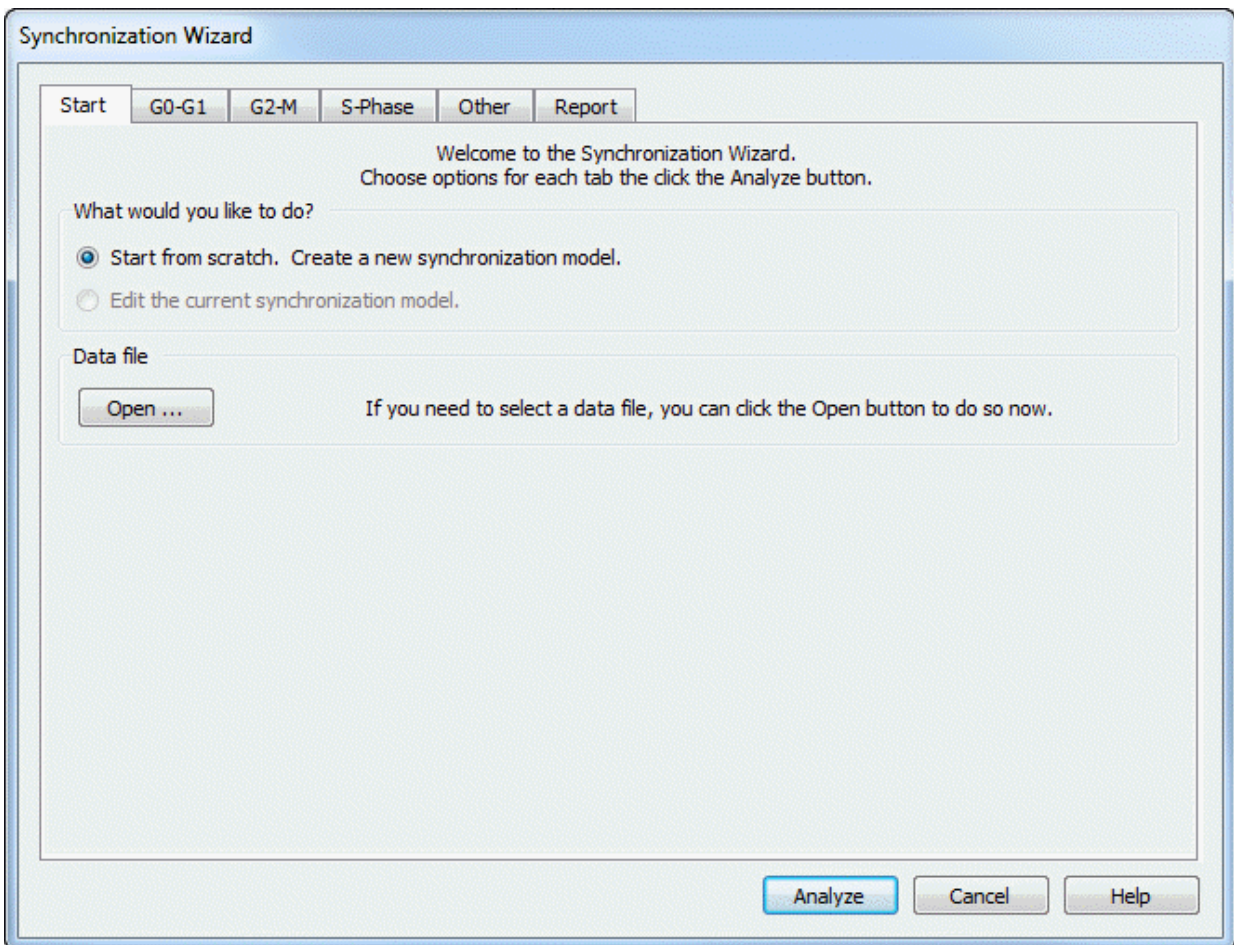 Synchronization Wizard
Start G0-G1 G2-M S-Phase Other Report
Welcome to the Synchronization Wizard.
Choose options for each tab the click the Analyze button.
What would you like to do?
Start from scratch. Create a new synchronization model.
Edit the current synchronization model.
Data file
Open ... If you need to select a data file, you can click the Open button to do so now.
Analyze Cancel Help